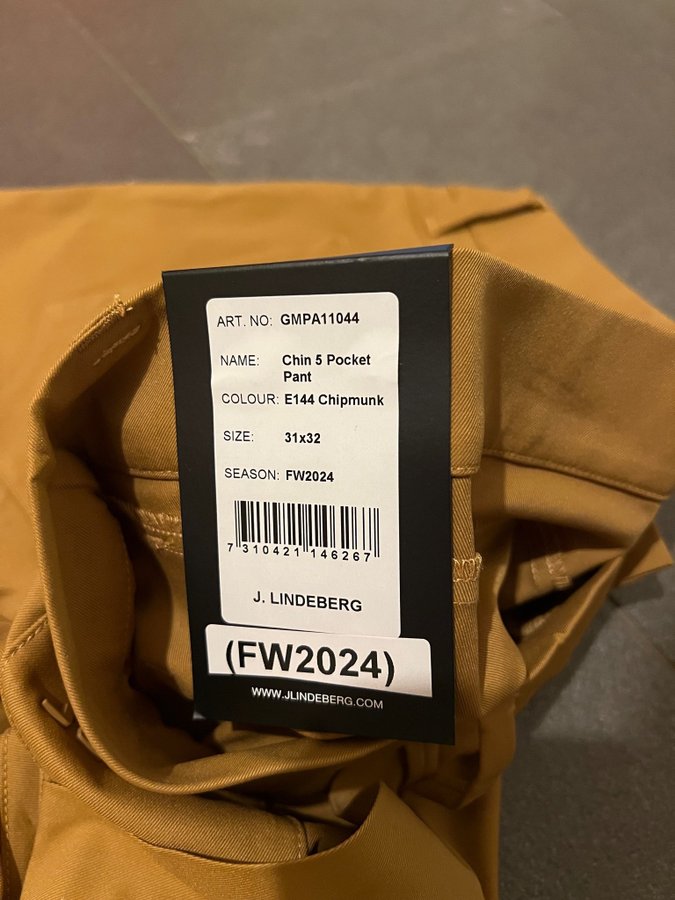 ART. NO: GMPA11044
NAME: Chin 5 Pocket
Pant
COLOUR: E144 Chipmunk
SIZE: 31x32
SEASON: FW2024
7 310421 146267
J. LINDEBERG
(FW2024)
WWW.JLINDEBERG.COM